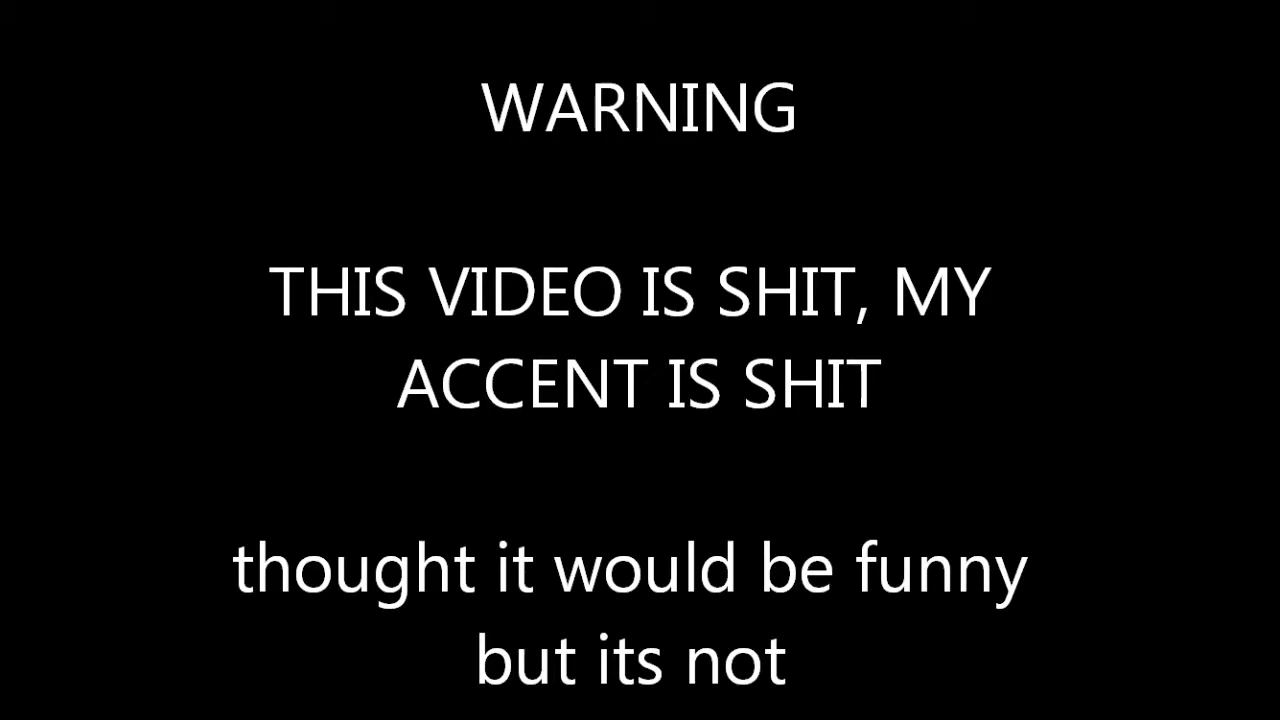 WARNING
THIS VIDEO IS SHIT, MY
ACCENT IS SHIT
thought it would be funny
but its not